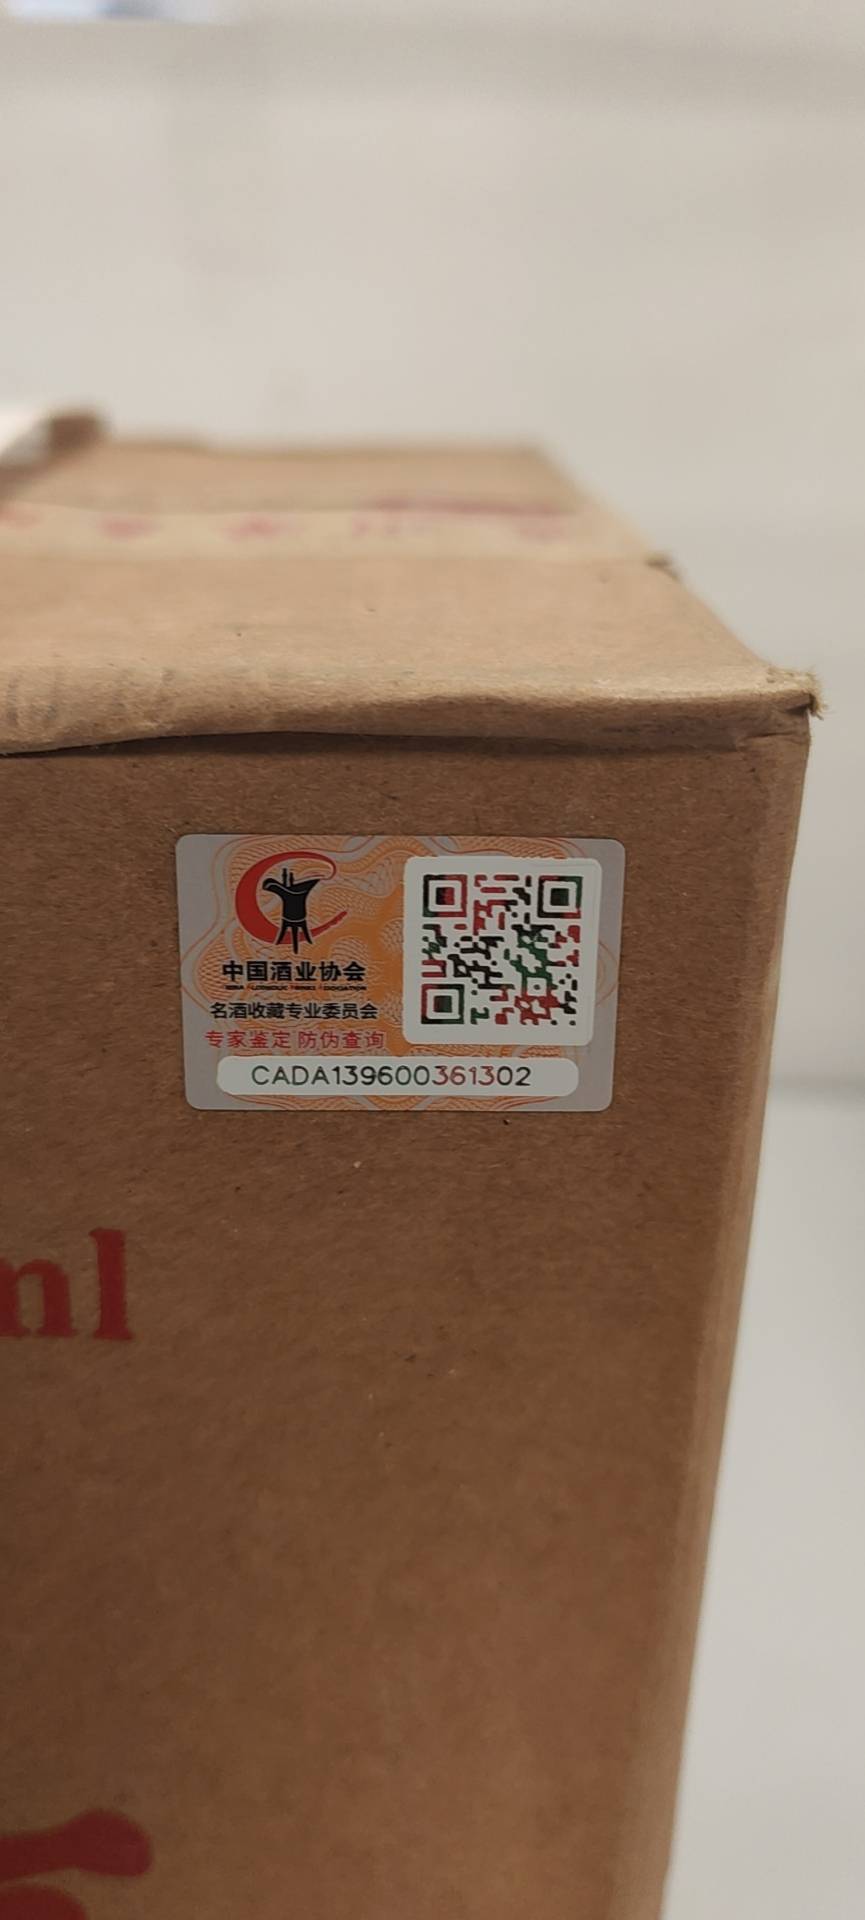 中国酒业协会
名酒收藏专业委员会
专家鉴定 防伪查询
CADA139600361302
ml